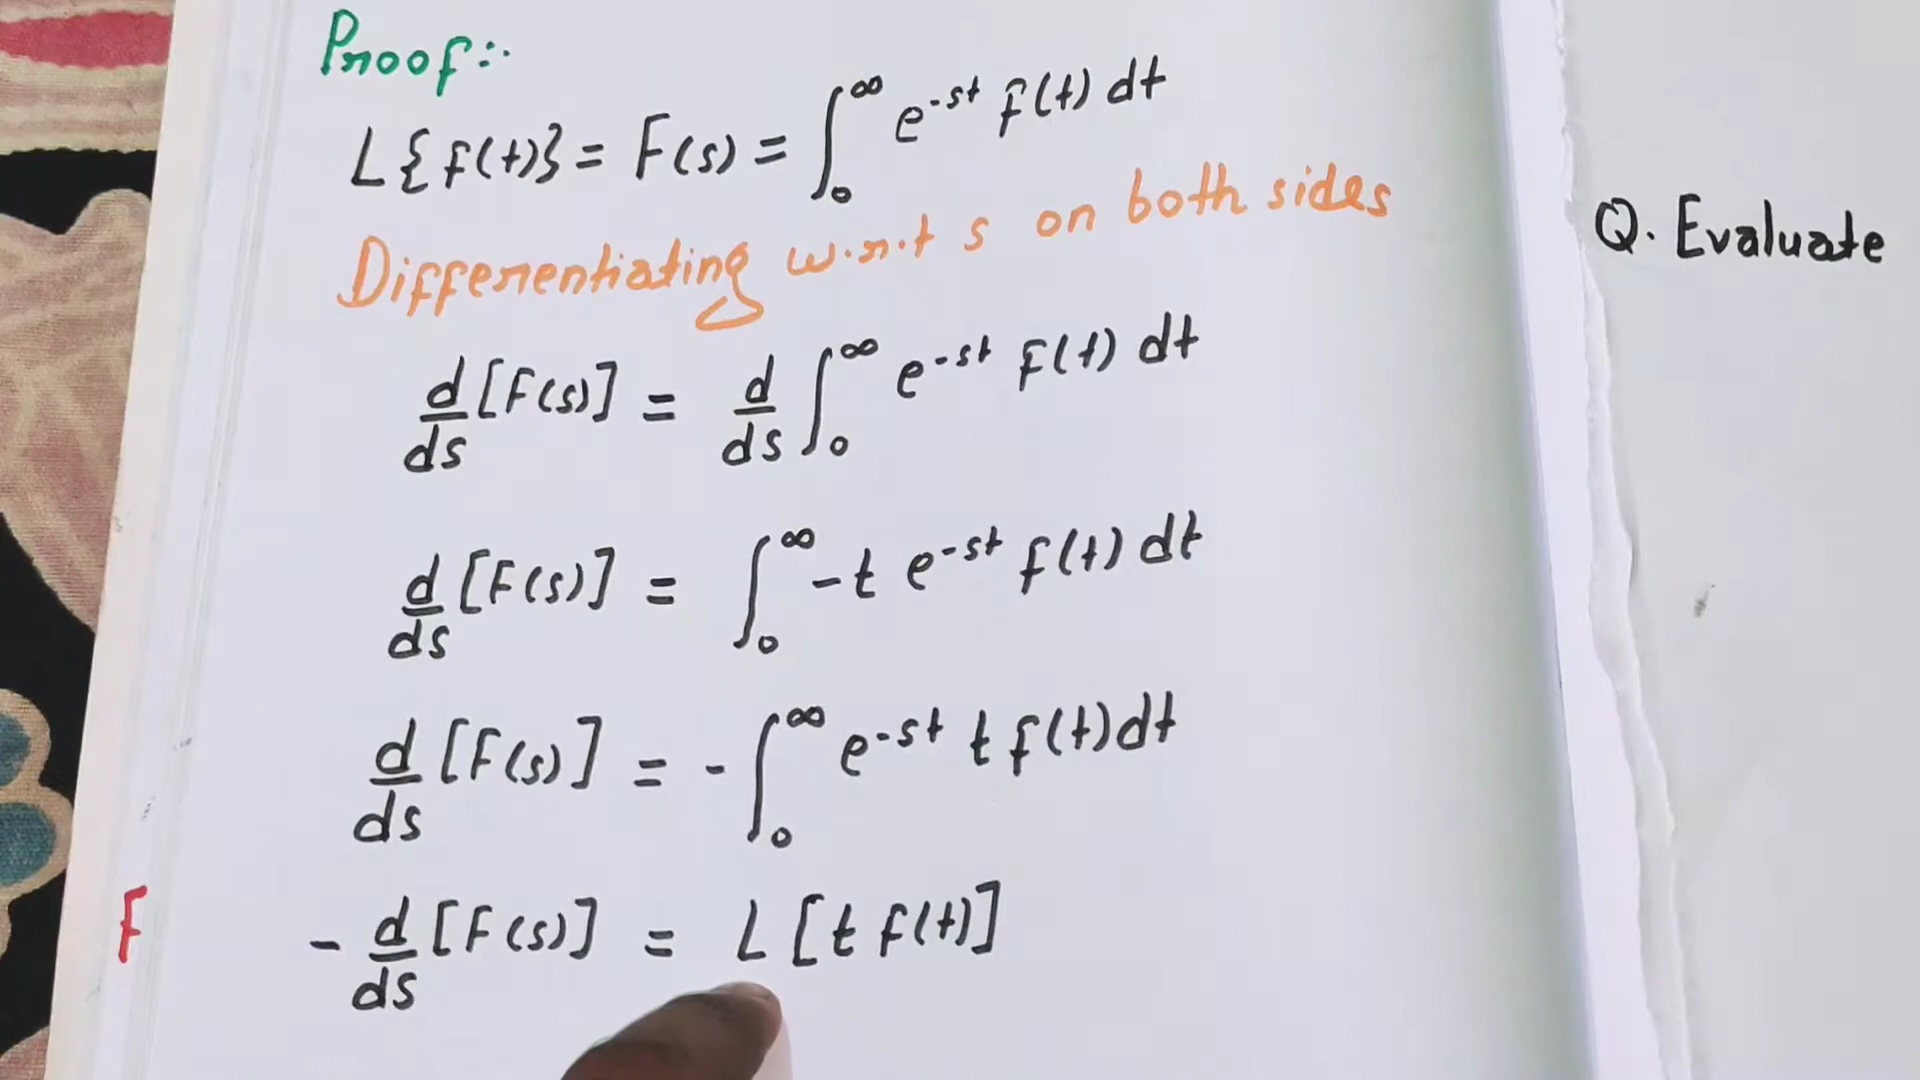 Proof:-
L{f(t)} = F(s) = ∫₀^∞ e^-st f(t) dt
Differentiating w.r.t s on both sides
d/ds [F(s)] = d/ds ∫₀^∞ e^-st f(t) dt
d/ds [F(s)] = ∫₀^∞ -t e^-st f(t) dt
d/ds [F(s)] = - ∫₀^∞ e^-st t f(t) dt
- d/ds [F(s)] = L [t f(t)]
F
Q. Evaluate